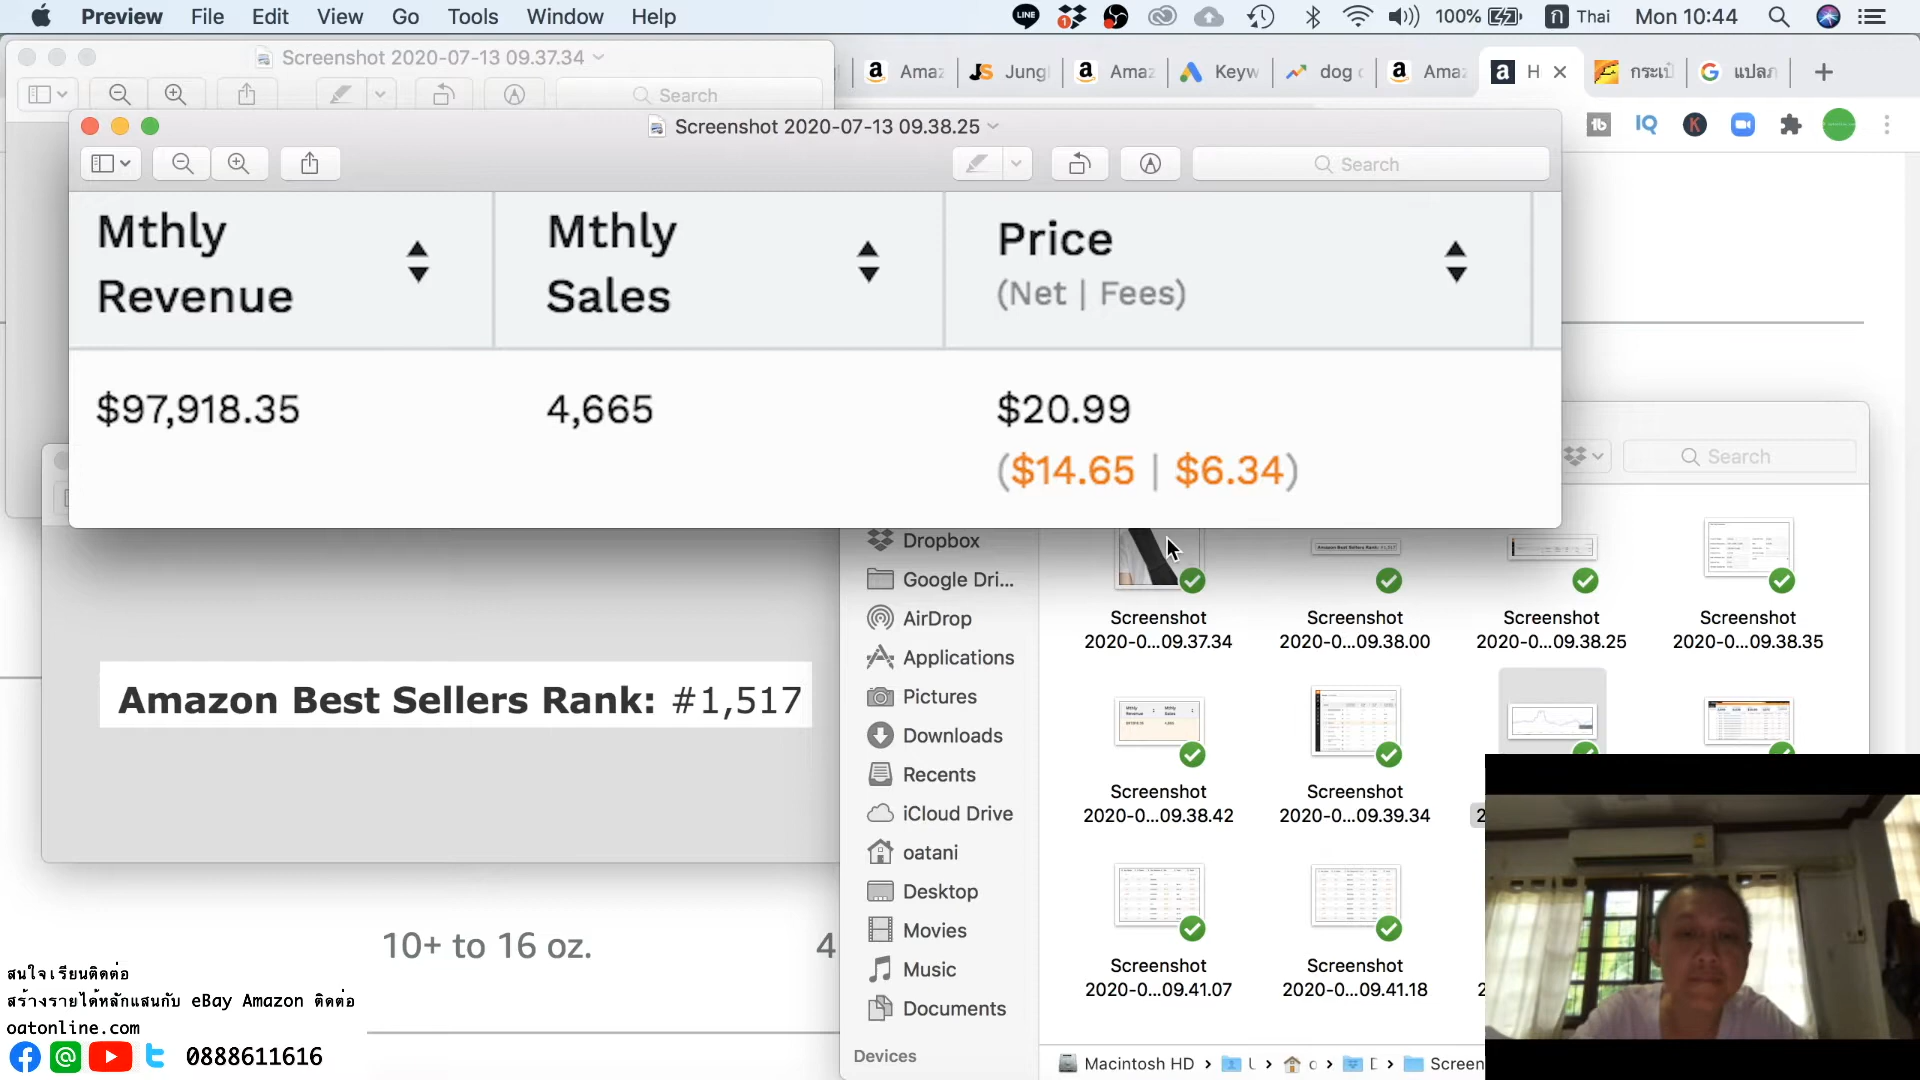 Preview File Edit View Go Tools Window Help
LINE 1 100% ก Thai Mon 10:44
Screenshot 2020-07-13 09.37.34
Search
Amaz Jungl Amaz Keyw dog Amaz H กระเป๋ แปลภ
Screenshot 2020-07-13 09.38.25
Search
tb IQ K
Mthly Revenue
Mthly Sales
Price (Net | Fees)
$97,918.35
4,665
$20.99
($14.65 | $6.34)
Search
Amazon Best Sellers Rank: #1,517
10+ to 16 oz.
4
Dropbox
Google Dri...
AirDrop
Applications
Pictures
Downloads
Recents
iCloud Drive
oatani
Desktop
Movies
Music
Documents
Devices
Screenshot 2020-0...09.37.34
Screenshot 2020-0...09.38.00
Screenshot 2020-0...09.38.25
Screenshot 2020-0...09.38.35
Screenshot 2020-0...09.38.42
Screenshot 2020-0...09.39.34
Screenshot 2020-0...09.41.07
Screenshot 2020-0...09.41.18
Macintosh HD
Screen
สนใจเรียนติดต่อ
สร้างรายได้หลักแสนกับ eBay Amazon ติดต่อ
oatonline.com
0888611616